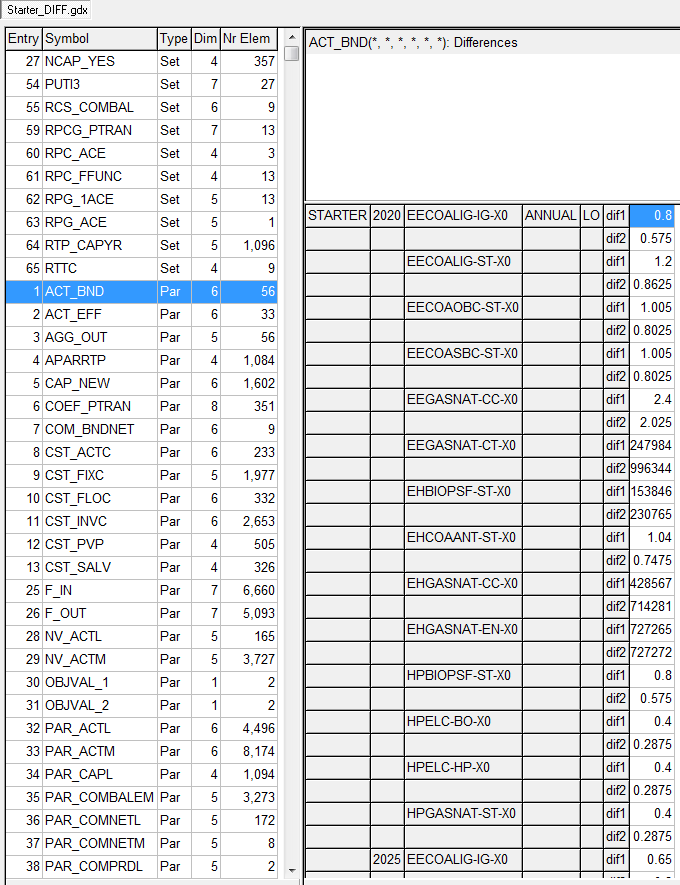 Starter_DIFF.gdx
Entry Symbol Type Dim Nr Elem
27 NCAP_YES Set 4 357
54 PUTI3 Set 7 27
55 RCS_COMBAL Set 6 9
59 RPCG_PTRAN Set 7 13
60 RPC_ACE Set 4 3
61 RPC_FFUNC Set 4 13
62 RPG_1ACE Set 5 13
63 RPG_ACE Set 5 1
64 RTP_CAPYR Set 5 1,096
65 RTTC Set 4 9
1 ACT_BND Par 6 56
2 ACT_EFF Par 6 33
3 AGG_OUT Par 5 56
4 APARRTP Par 4 1,084
5 CAP_NEW Par 6 1,602
6 COEF_PTRAN Par 8 351
7 COM_BNDNET Par 6 9
8 CST_ACTC Par 6 233
9 CST_FIXC Par 5 1,977
10 CST_FLOC Par 6 332
11 CST_INVC Par 6 2,653
12 CST_PVP Par 4 505
13 CST_SALV Par 4 326
25 F_IN Par 7 6,660
26 F_OUT Par 7 5,093
28 NV_ACTL Par 5 165
29 NV_ACTM Par 5 3,727
30 OBJVAL_1 Par 1 2
31 OBJVAL_2 Par 1 2
32 PAR_ACTL Par 6 4,496
33 PAR_ACTM Par 6 8,174
34 PAR_CAPL Par 4 1,094
35 PAR_COMBALEM Par 5 3,273
36 PAR_COMNETL Par 5 172
37 PAR_COMNETM Par 5 8
38 PAR_COMPRDL Par 5 2
ACT_BND(*, *, *, *, *, *): Differences
STARTER 2020 EECOALIG-IG-X0 ANNUAL LO dif1 0.8
dif2 0.575
EECOALIG-ST-X0 dif1 1.2
dif2 0.8625
EECOAOBC-ST-X0 dif1 1.005
dif2 0.8025
EECOASBC-ST-X0 dif1 1.005
dif2 0.8025
EEGASNAT-CC-X0 dif1 2.4
dif2 2.025
EEGASNAT-CT-X0 dif1 247984
dif2 996344
EHBIOPSF-ST-X0 dif1 153846
dif2 230765
EHCOAANT-ST-X0 dif1 1.04
dif2 0.7475
EHGASNAT-CC-X0 dif1 428567
dif2 714281
EHGASNAT-EN-X0 dif1 727265
dif2 727272
HPBIOPSF-ST-X0 dif1 0.8
dif2 0.575
HPELC-BO-X0 dif1 0.4
dif2 0.2875
HPELC-HP-X0 dif1 0.4
dif2 0.2875
HPGASNAT-ST-X0 dif1 0.4
dif2 0.2875
2025 EECOALIG-IG-X0 dif1 0.65